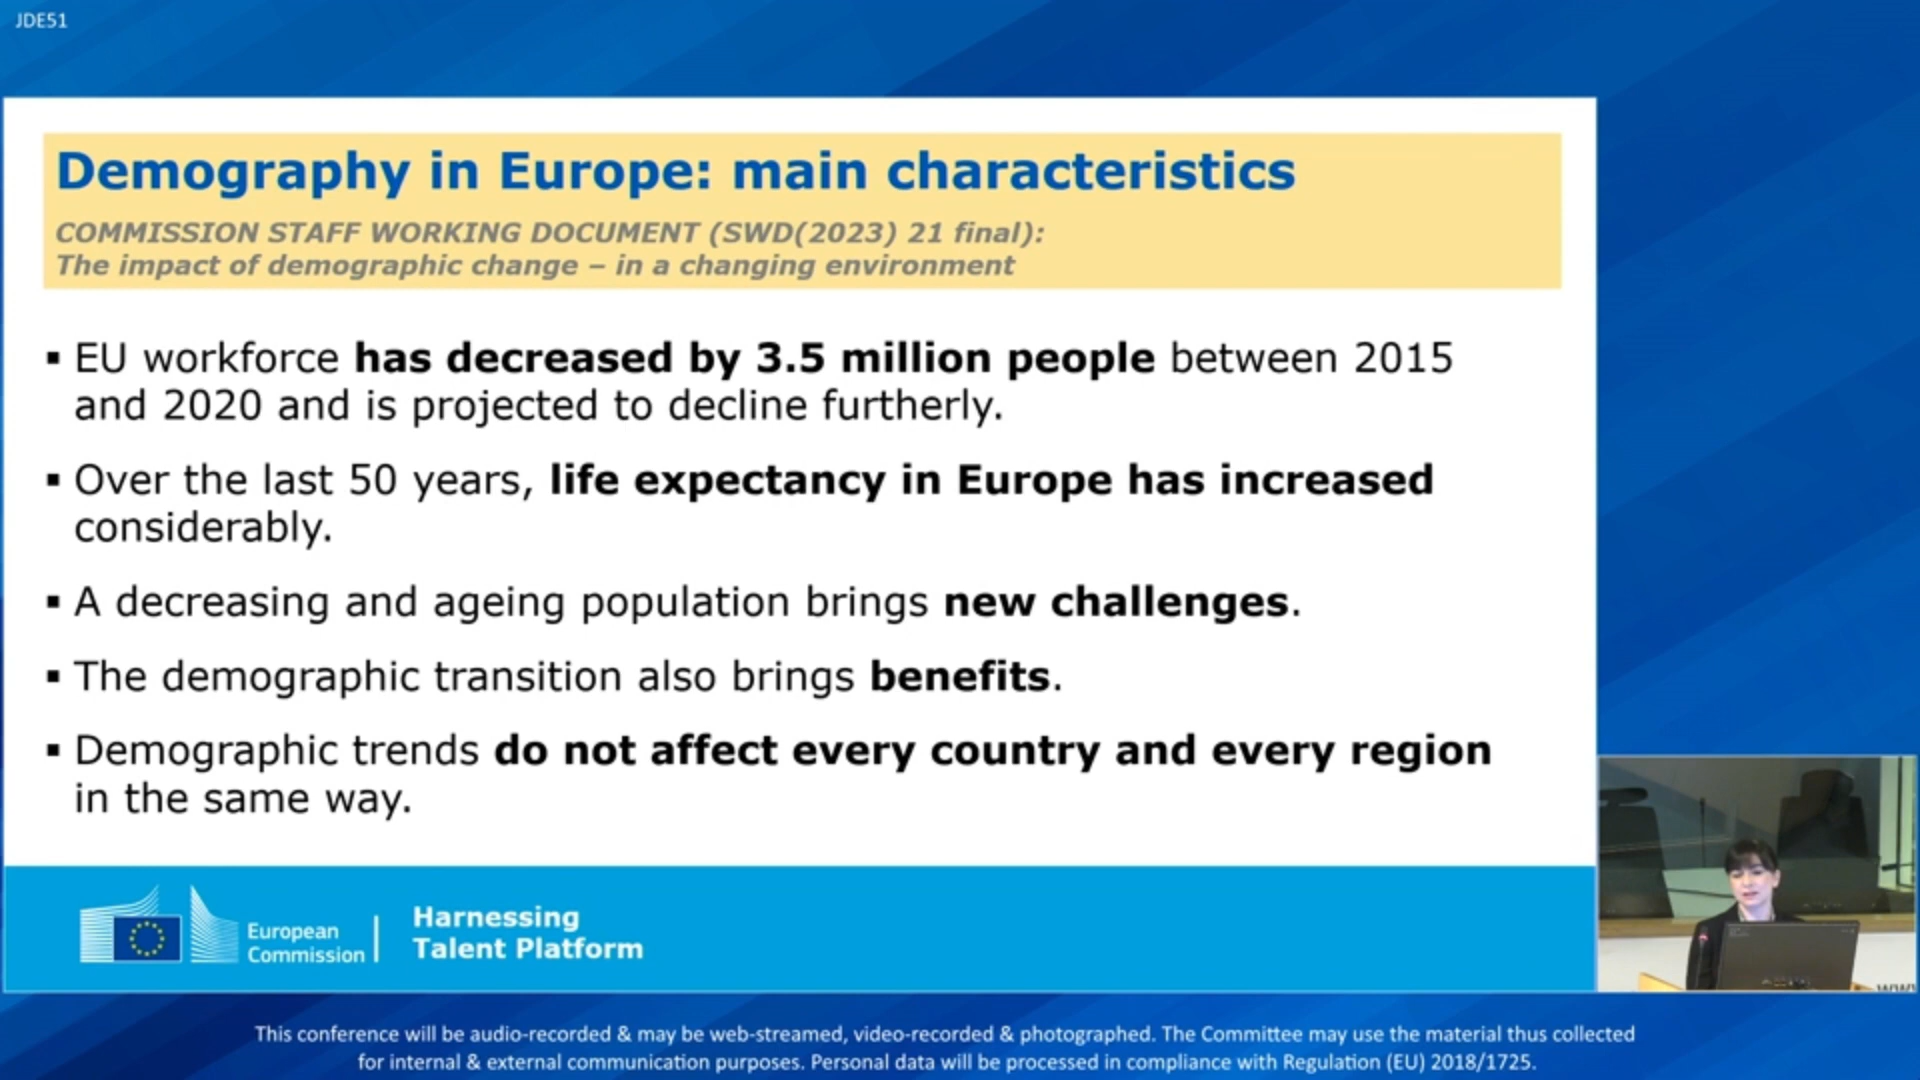 JDE51
Demography in Europe: main characteristics
COMMISSION STAFF WORKING DOCUMENT (SWD(2023) 21 final):
The impact of demographic change – in a changing environment
▪ EU workforce has decreased by 3.5 million people between 2015
and 2020 and is projected to decline furtherly.
▪ Over the last 50 years, life expectancy in Europe has increased
considerably.
▪ A decreasing and ageing population brings new challenges.
▪ The demographic transition also brings benefits.
▪ Demographic trends do not affect every country and every region
in the same way.
European
Commission
Harnessing
Talent Platform
This conference will be audio-recorded & may be web-streamed, video-recorded & photographed. The Committee may use the material thus collected
for internal & external communication purposes. Personal data will be processed in compliance with Regulation (EU) 2018/1725.